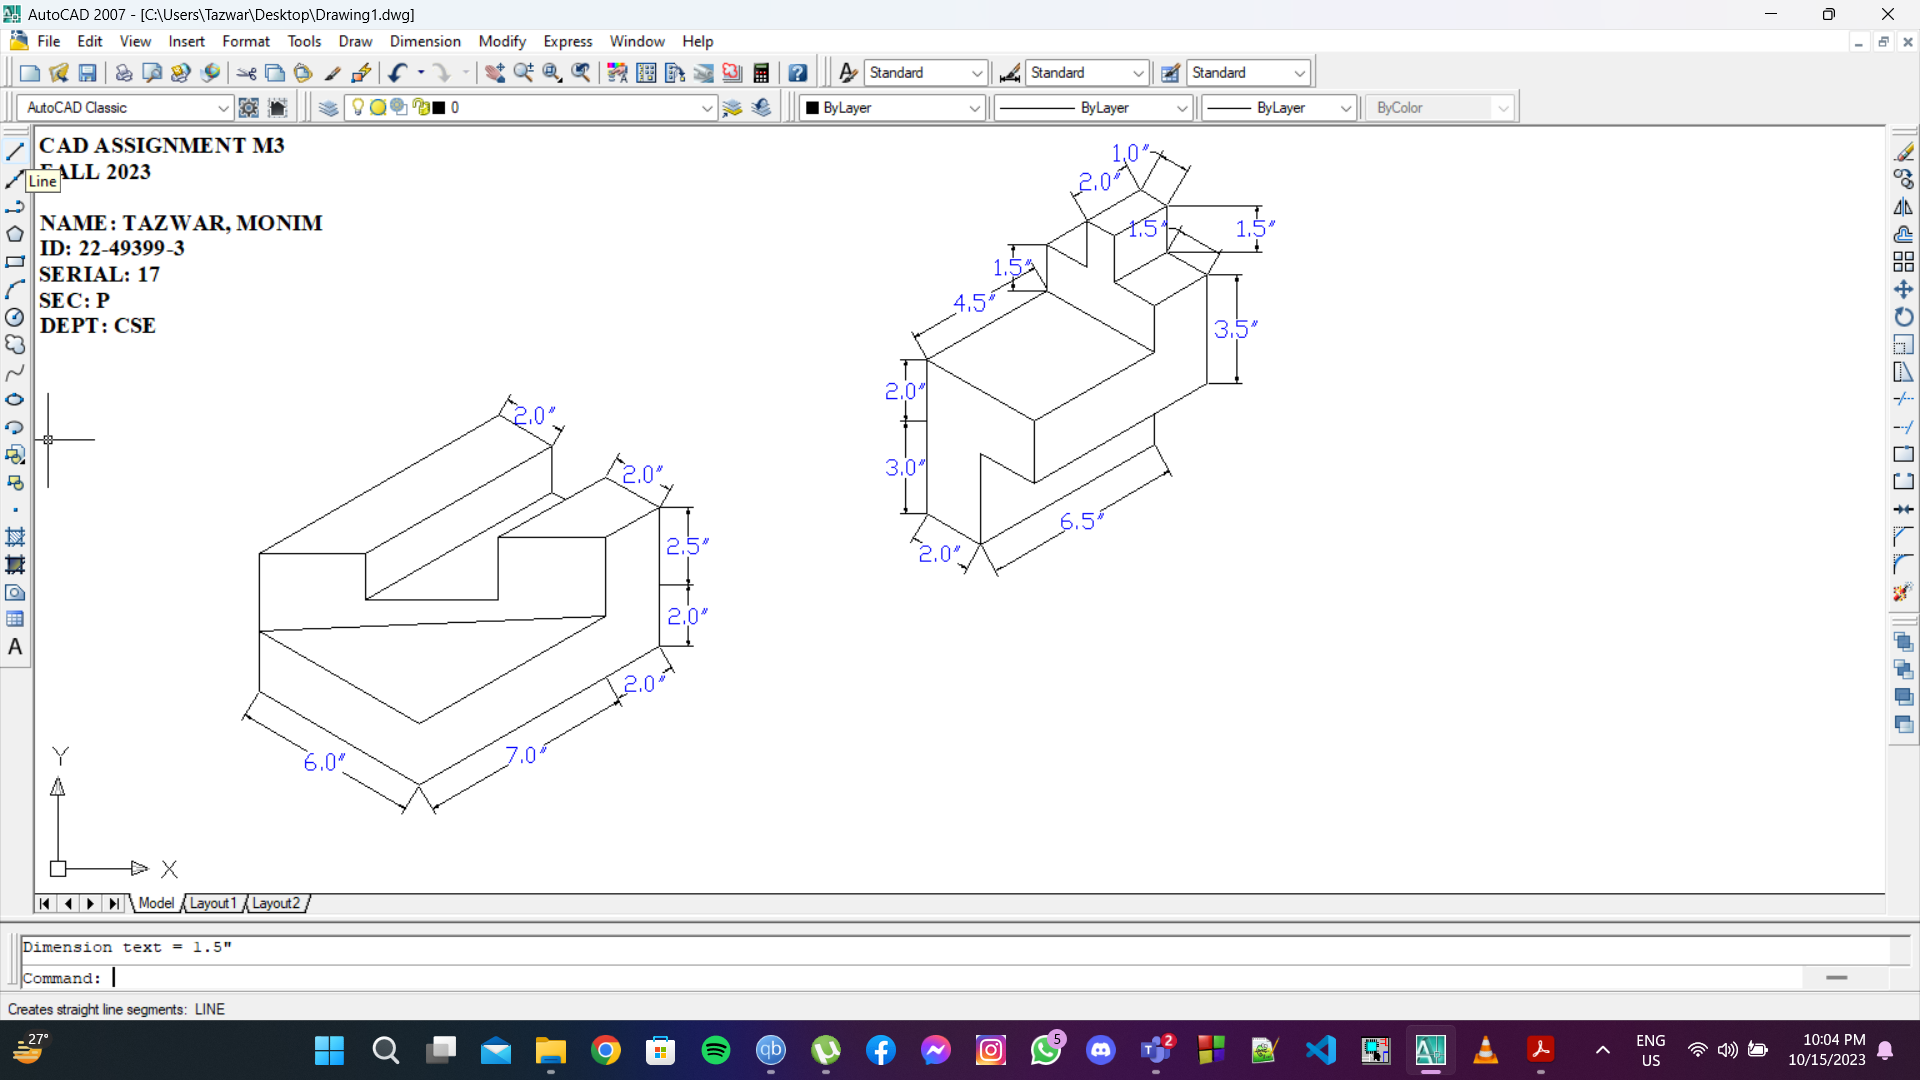 AutoCAD 2007 - [C:\Users\Tazwar\Desktop\Drawing1.dwg]
File Edit View Insert Format Tools Draw Dimension Modify Express Window Help
Standard Standard Standard
AutoCAD Classic 0 ByLayer ByLayer ByLayer ByColor
CAD ASSIGNMENT M3
FALL 2023
Line
NAME: TAZWAR, MONIM
ID: 22-49399-3
SERIAL: 17
SEC: P
DEPT: CSE
1.0"
2.0"
1.5" 1.5"
1.5"
4.5"
3.5"
2.0"
3.0"
6.5"
2.0"
2.0"
2.0"
2.5"
2.0"
2.0"
7.0"
6.0"
Y
X
A
Model Layout1 Layout2
Dimension text = 1.5"
Command:
Creates straight line segments: LINE
27°
qb
5
2
ENG
US
10:04 PM
10/15/2023